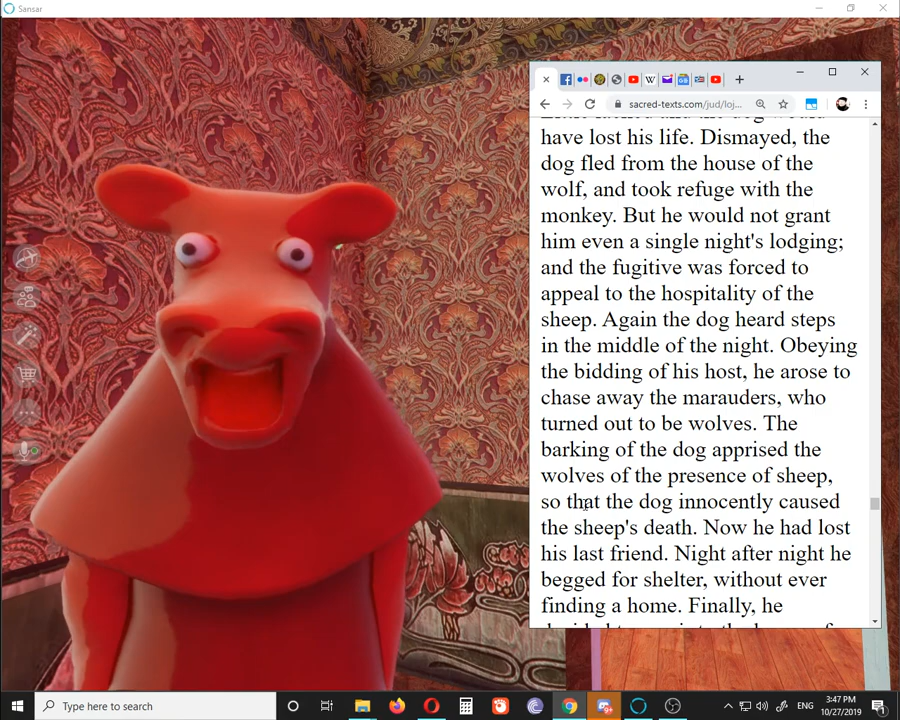 Sansar
sacred-texts.com/jud/loj...
have lost his life. Dismayed, the
dog fled from the house of the
wolf, and took refuge with the
monkey. But he would not grant
him even a single night's lodging;
and the fugitive was forced to
appeal to the hospitality of the
sheep. Again the dog heard steps
in the middle of the night. Obeying
the bidding of his host, he arose to
chase away the marauders, who
turned out to be wolves. The
barking of the dog apprised the
wolves of the presence of sheep,
so that the dog innocently caused
the sheep's death. Now he had lost
his last friend. Night after night he
begged for shelter, without ever
finding a home. Finally, he
Type here to search
ENG
3:47 PM
10/27/2019